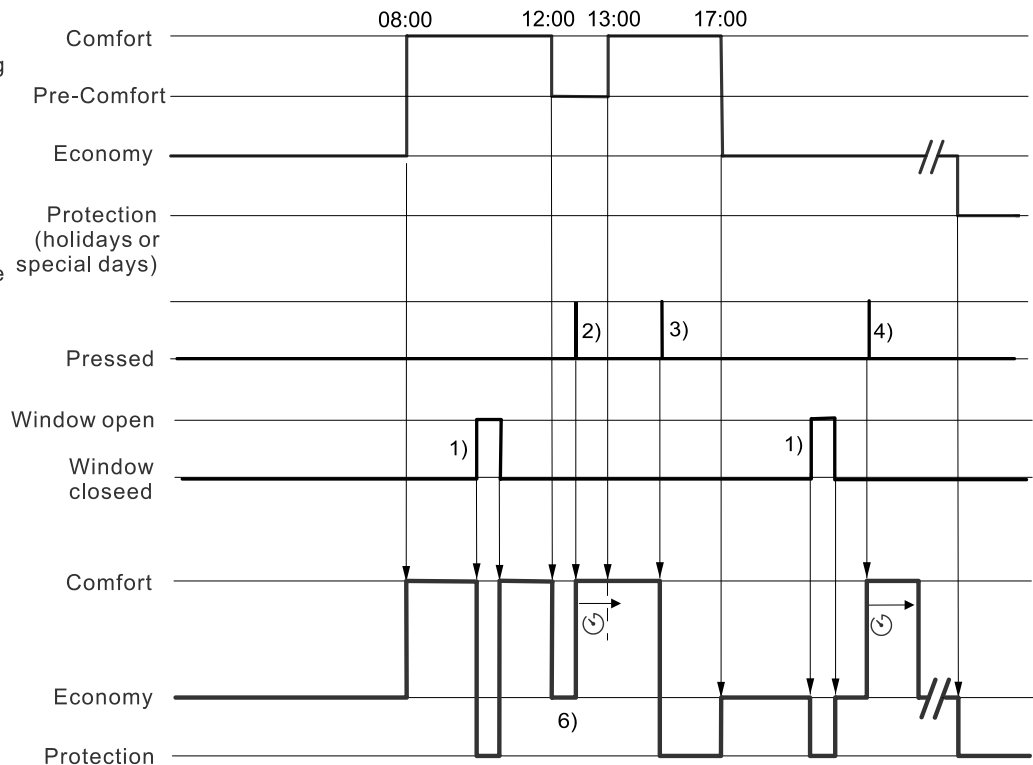 08:00 12:00 13:00 17:00
Comfort
g
Pre-Comfort
Economy
Protection
(holidays or
e special days)
2) 3) 4)
Pressed
Window open
1) 1)
Window
closeed
Comfort
Economy
6)
Protection